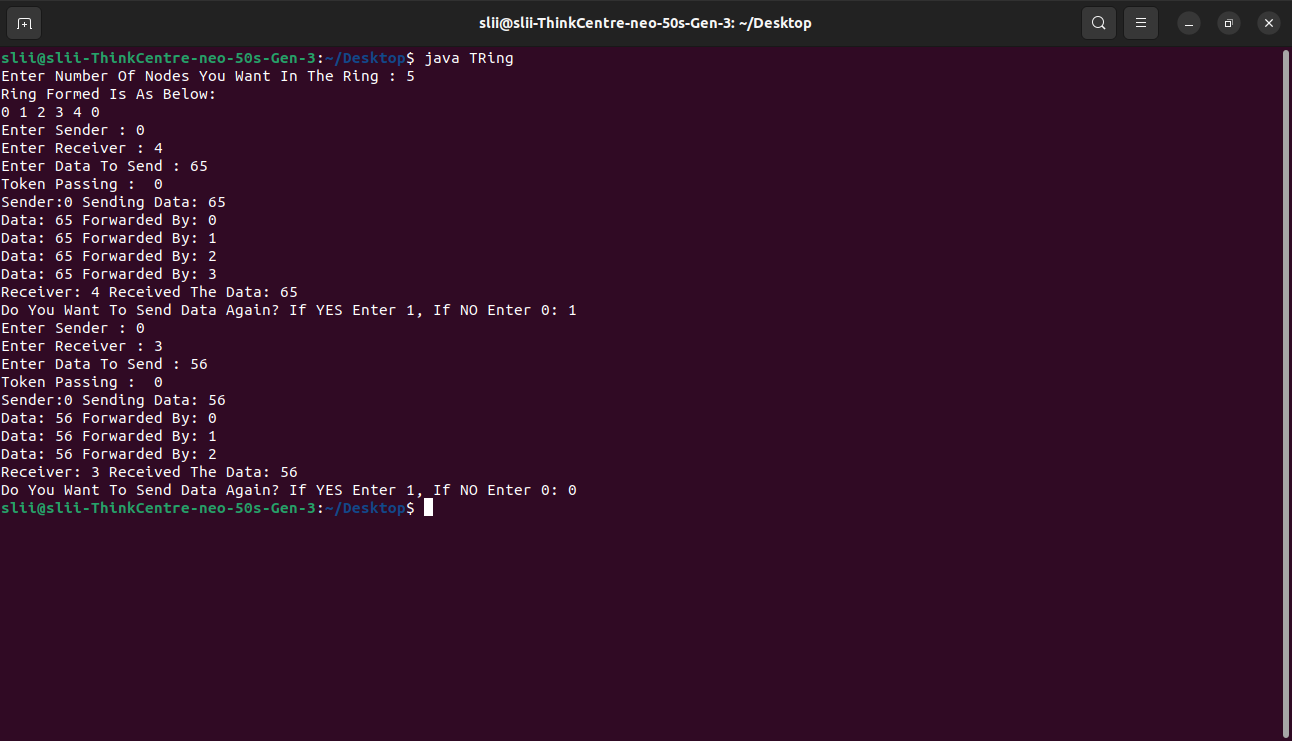 slii@slii-ThinkCentre-neo-50s-Gen-3: ~/Desktop
slii@slii-ThinkCentre-neo-50s-Gen-3:~/Desktop$ java TRing
Enter Number Of Nodes You Want In The Ring : 5
Ring Formed Is As Below:
0 1 2 3 4 0
Enter Sender : 0
Enter Receiver : 4
Enter Data To Send : 65
Token Passing :  0
Sender:0 Sending Data: 65
Data: 65 Forwarded By: 0
Data: 65 Forwarded By: 1
Data: 65 Forwarded By: 2
Data: 65 Forwarded By: 3
Receiver: 4 Received The Data: 65
Do You Want To Send Data Again? If YES Enter 1, If NO Enter 0: 1
Enter Sender : 0
Enter Receiver : 3
Enter Data To Send : 56
Token Passing :  0
Sender:0 Sending Data: 56
Data: 56 Forwarded By: 0
Data: 56 Forwarded By: 1
Data: 56 Forwarded By: 2
Receiver: 3 Received The Data: 56
Do You Want To Send Data Again? If YES Enter 1, If NO Enter 0: 0
slii@slii-ThinkCentre-neo-50s-Gen-3:~/Desktop$